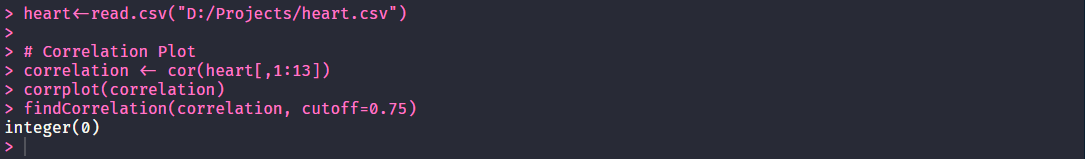 > heart<-read.csv("D:/Projects/heart.csv")
>
> # Correlation Plot
> correlation <- cor(heart[,1:13])
> corrplot(correlation)
> findCorrelation(correlation, cutoff=0.75)
integer(0)
>